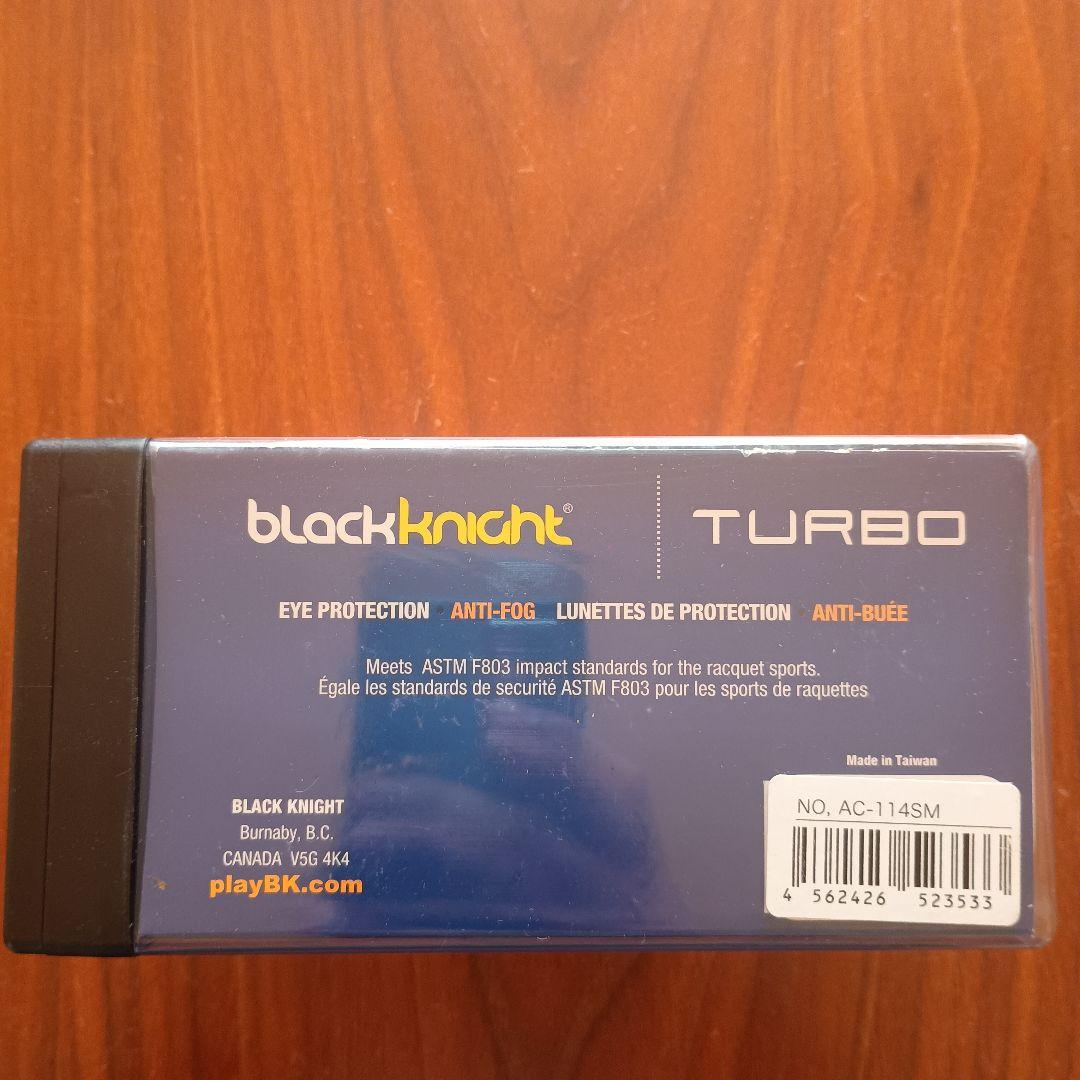 blackknight® TURBO
EYE PROTECTION • ANTI-FOG LUNETTES DE PROTECTION • ANTI-BUÉE
Meets ASTM F803 impact standards for the racquet sports.
Égale les standards de securité ASTM F803 pour les sports de raquettes
Made in Taiwan
BLACK KNIGHT
Burnaby, B.C.
CANADA V5G 4K4
playBK.com
NO, AC-114SM
4 562426 523533